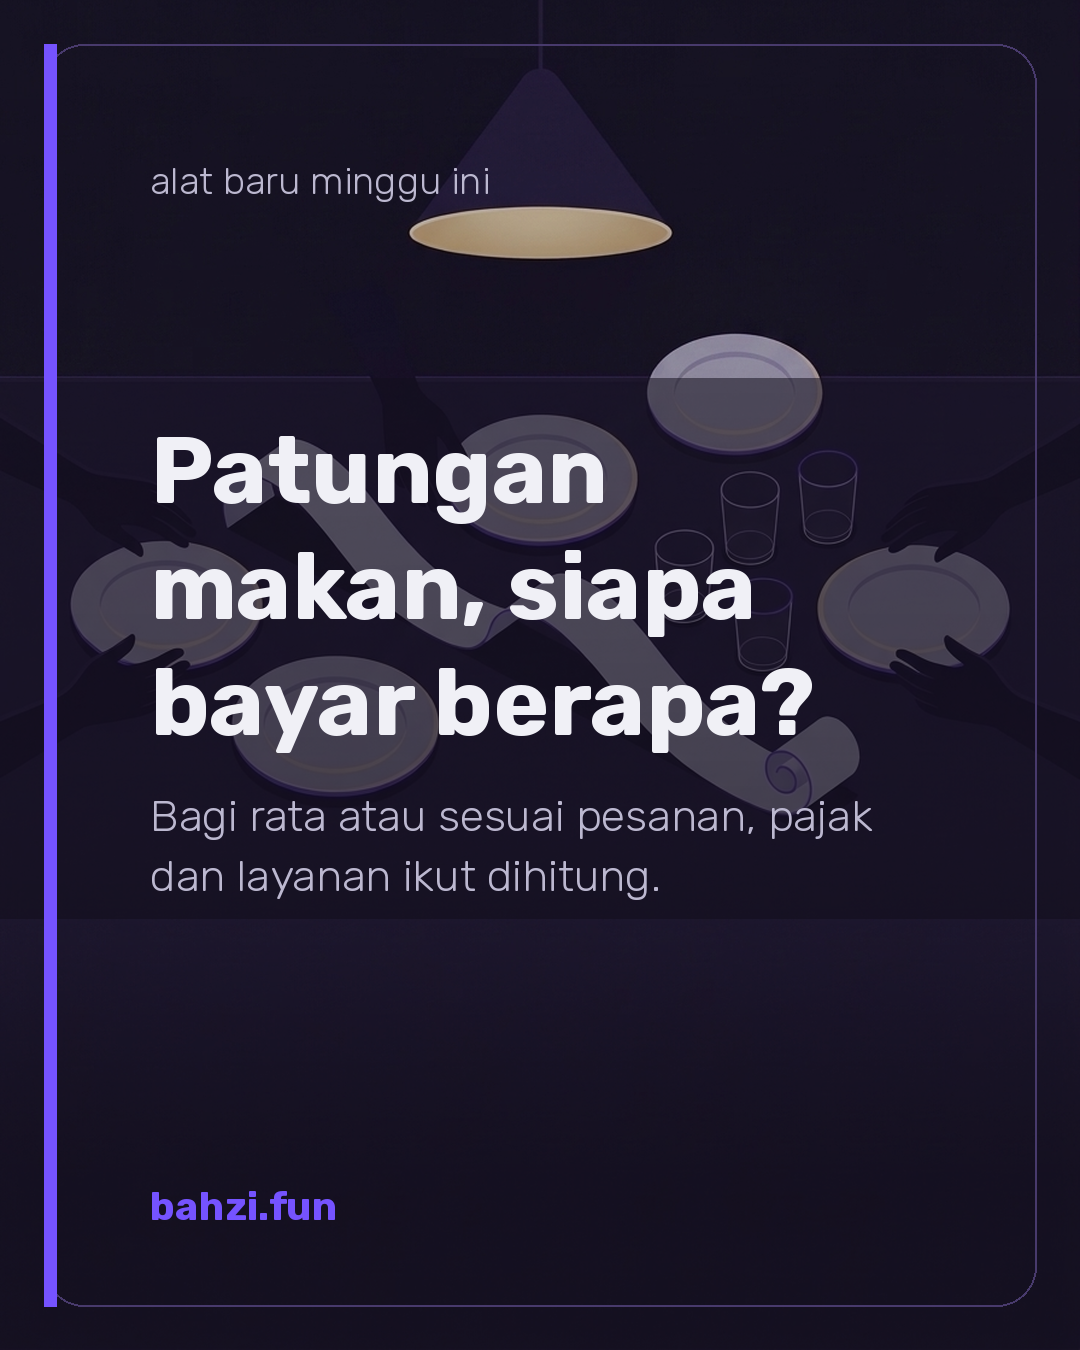 alat baru minggu ini
Patungan
makan, siapa
bayar berapa?
Bagi rata atau sesuai pesanan, pajak
dan layanan ikut dihitung.
bahzi.fun